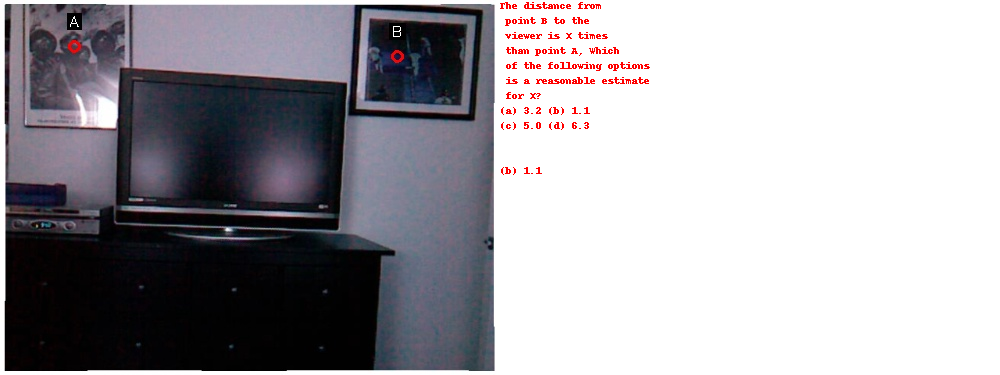 A
B
The distance from
point B to the
viewer is X times
than point A, Which
of the following options
is a reasonable estimate
for X?
(a) 3.2 (b) 1.1
(c) 5.0 (d) 6.3
(b) 1.1